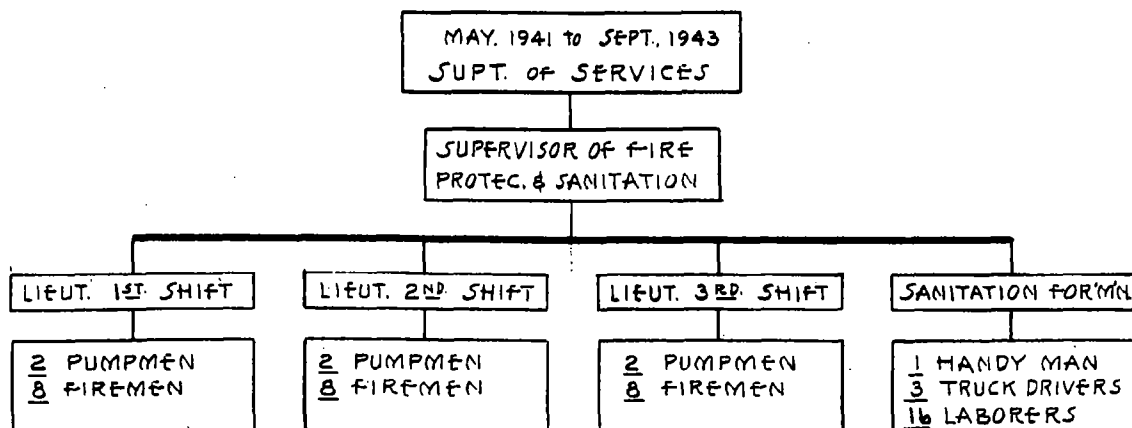 MAY. 1941 to SEPT., 1943
SUPT. OF SERVICES
SUPERVISOR OF FIRE
PROTEC. & SANITATION
LIEUT. 1ST. SHIFT
LIEUT. 2ND. SHIFT
LIEUT. 3RD. SHIFT
SANITATION FOR'M'N
2 PUMPMEN
8 FIREMEN
2 PUMPMEN
8 FIREMEN
2 PUMPMEN
8 FIREMEN
1 HANDY MAN
3 TRUCK DRIVERS
16 LABORERS